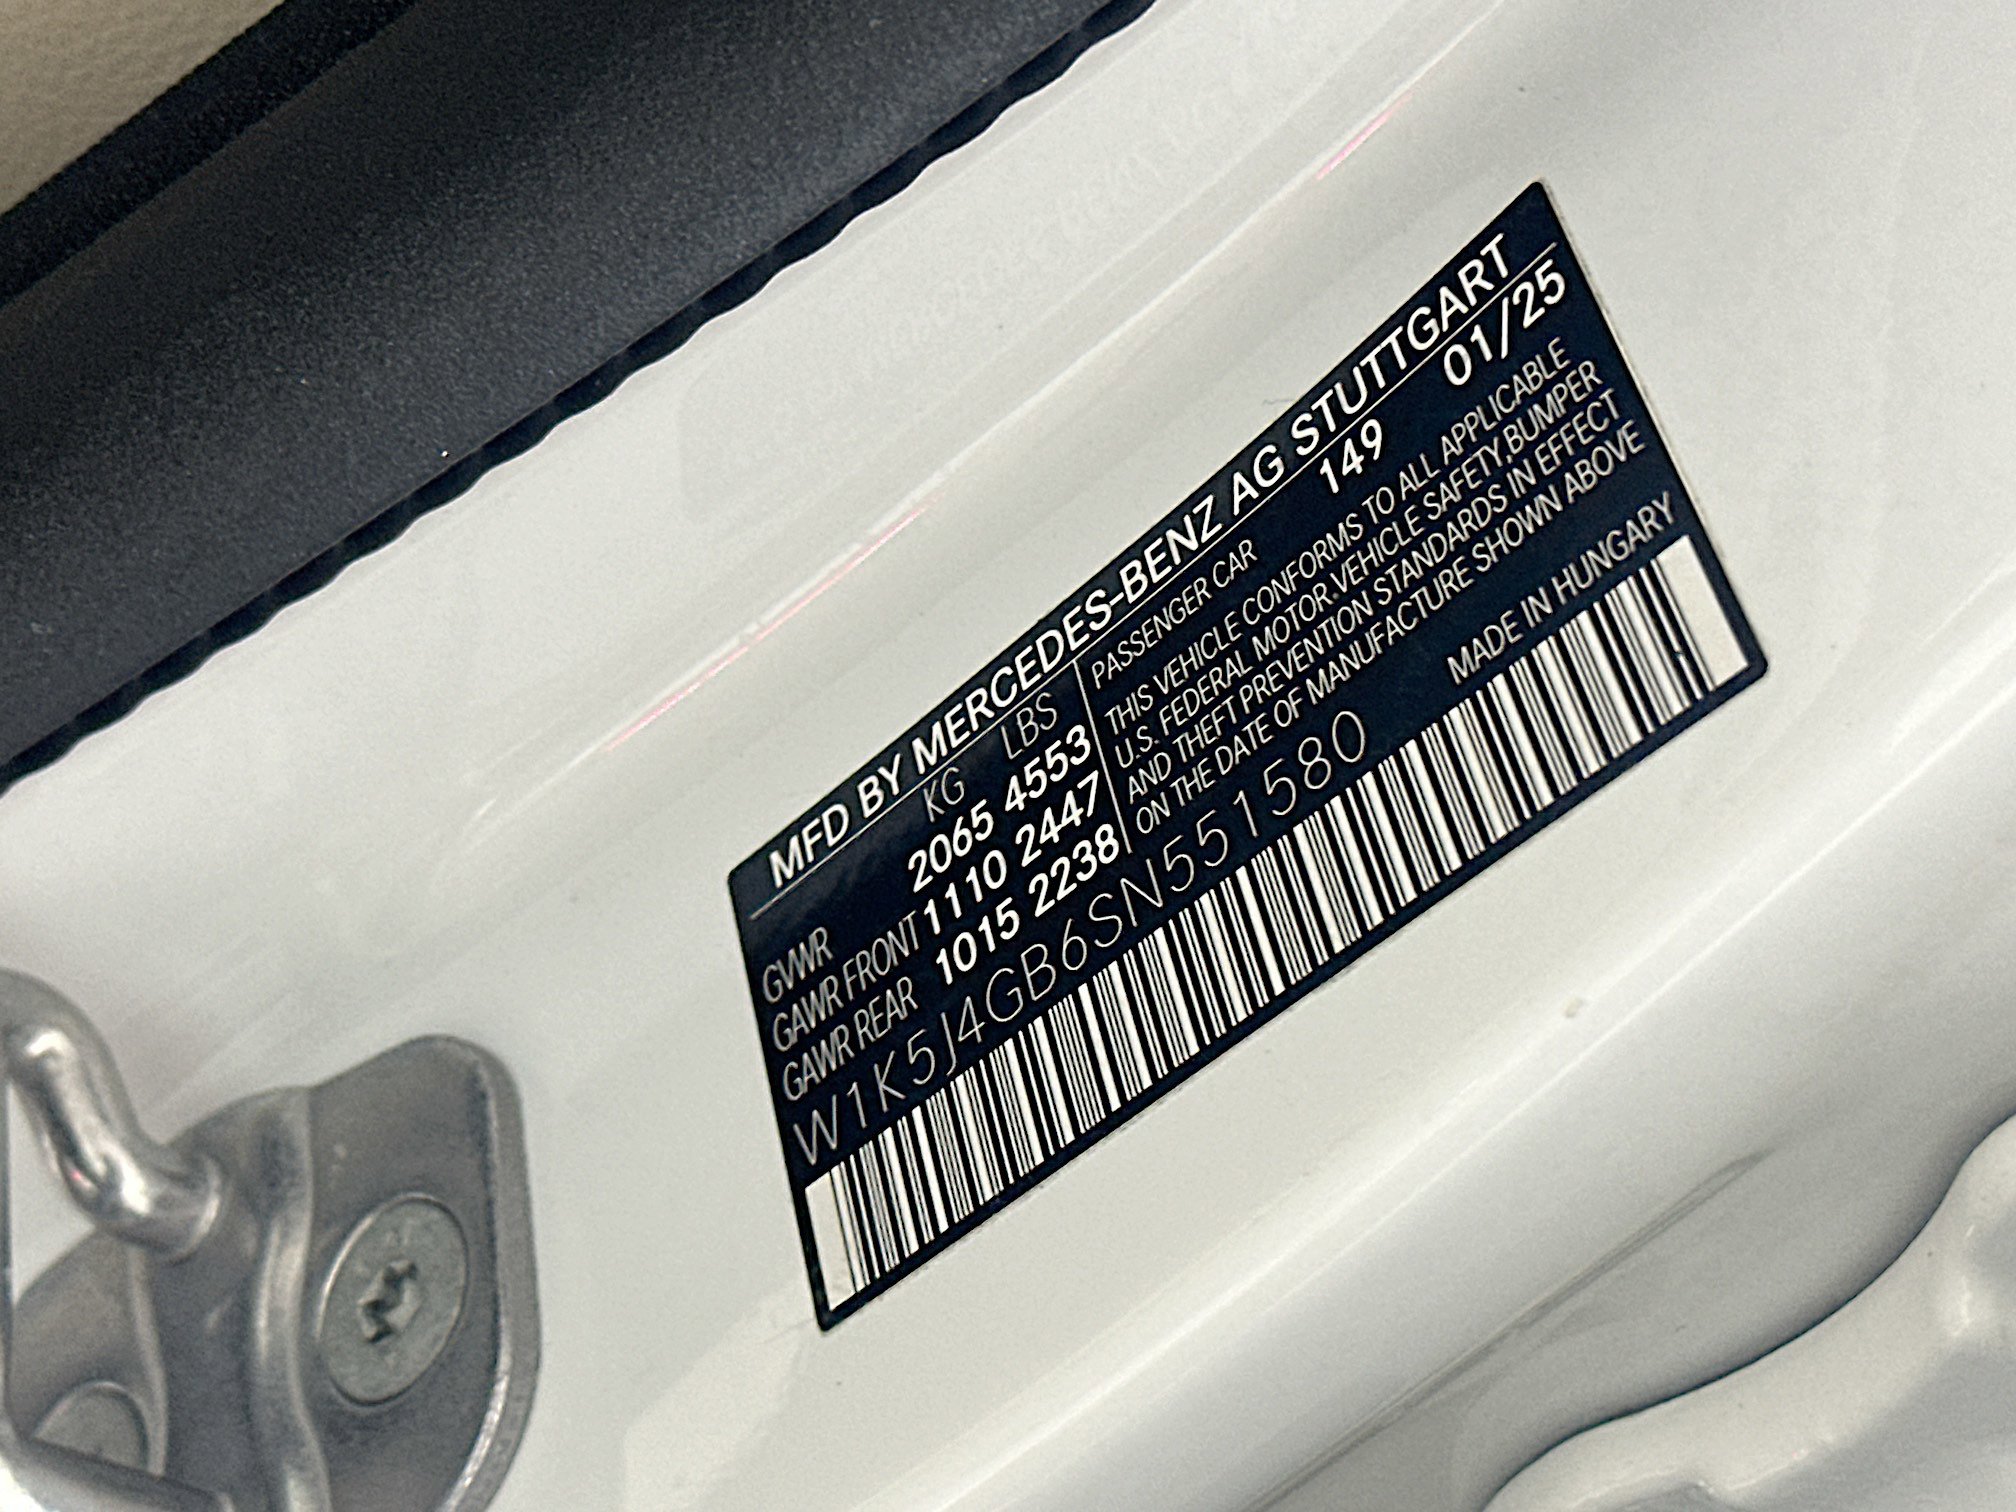 MFD BY MERCEDES-BENZ AG STUTTGART
149 01/25
KG LBS
GVWR 2065 4553
GAWR FRONT 1110 2447
GAWR REAR 1015 2238
PASSENGER CAR
THIS VEHICLE CONFORMS TO ALL APPLICABLE
U.S. FEDERAL MOTOR.VEHICLE SAFETY,BUMPER
AND THEFT PREVENTION STANDARDS IN EFFECT
ON THE DATE OF MANUFACTURE SHOWN ABOVE
MADE IN HUNGARY
W1K5J4GB6SN551580